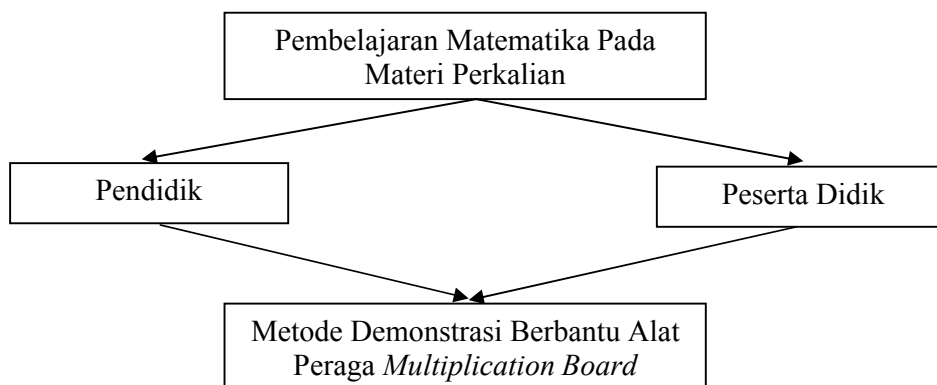 Pembelajaran Matematika Pada
Materi Perkalian
Pendidik
Peserta Didik
Metode Demonstrasi Berbantu Alat
Peraga Multiplication Board